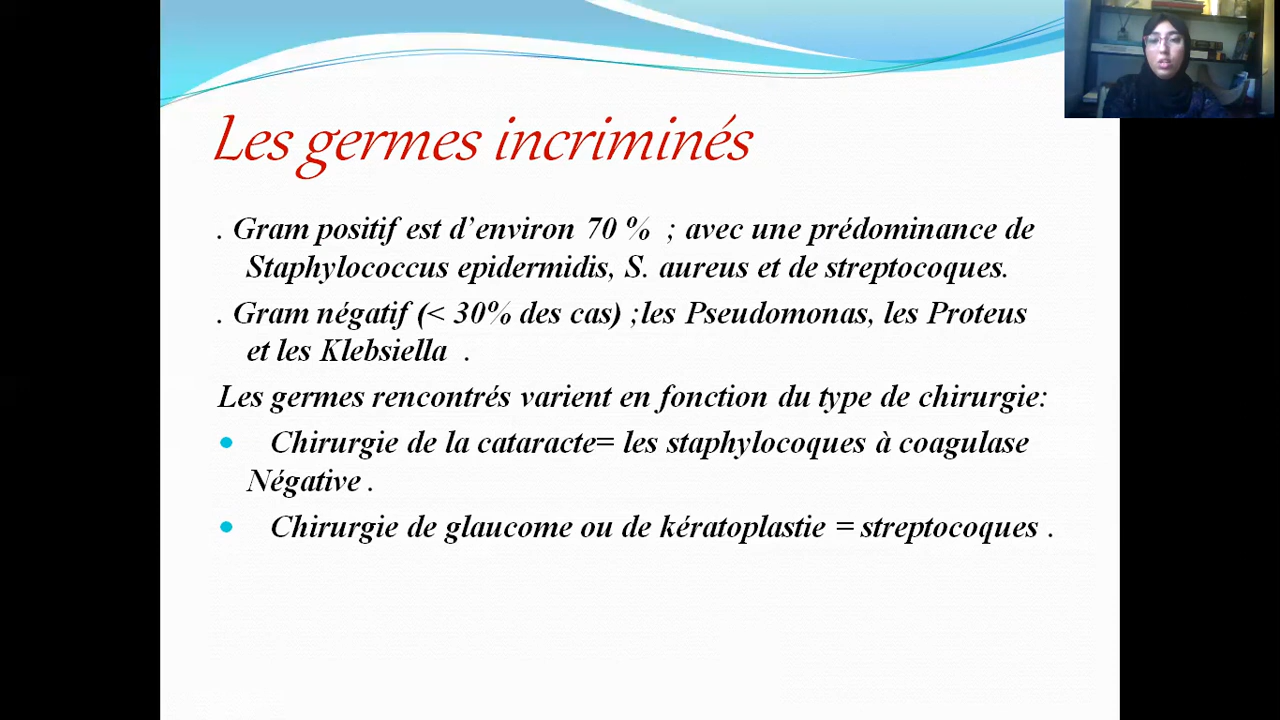 Les germes incriminés
. Gram positif est d’environ 70 % ; avec une prédominance de
Staphylococcus epidermidis, S. aureus et de streptocoques.
. Gram négatif (< 30% des cas) ;les Pseudomonas, les Proteus
et les Klebsiella .
Les germes rencontrés varient en fonction du type de chirurgie:
• Chirurgie de la cataracte= les staphylocoques à coagulase
Négative .
• Chirurgie de glaucome ou de kératoplastie = streptocoques .